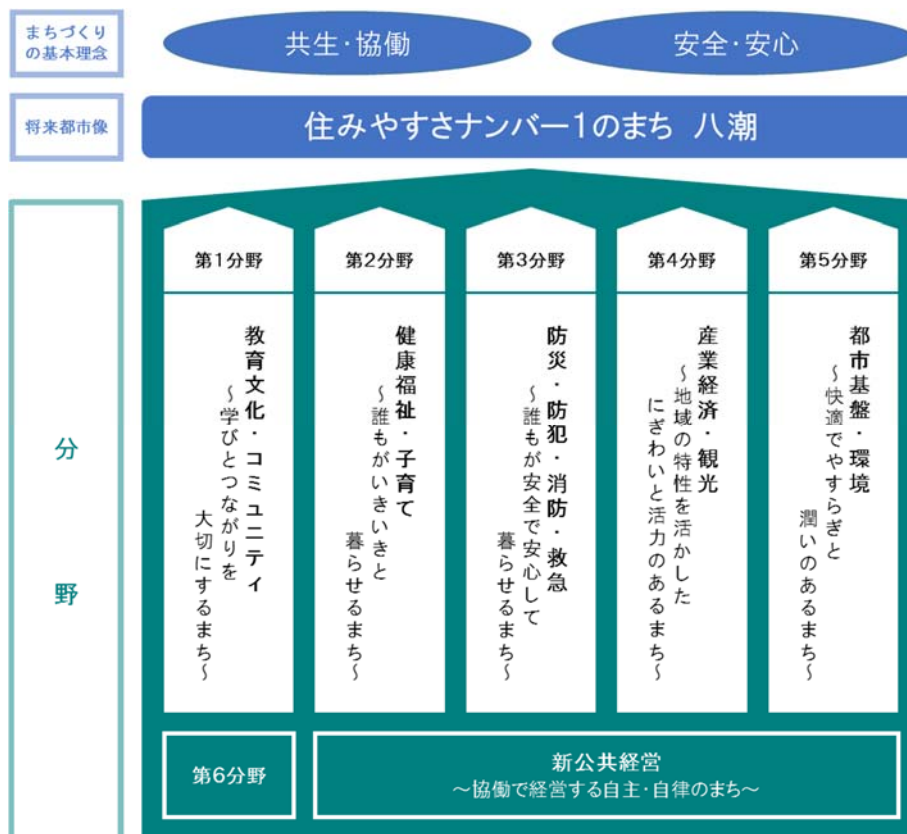 まちづくり
の基本理念
共生・協働
安全・安心
将来都市像
住みやすさナンバー1のまち 八潮
分野
第1分野
教育文化・コミュニティ
～学びとつながりを
大切にするまち～
第2分野
健康福祉・子育て
～誰もがいきいきと
暮らせるまち～
第3分野
防災・防犯・消防・救急
～誰もが安全で安心して
暮らせるまち～
第4分野
産業経済・観光
～地域の特性を活かした
にぎわいと活力のあるまち～
第5分野
都市基盤・環境
～快適でやすらぎと
潤いのあるまち～
第6分野
新公共経営
～協働で経営する自主・自律のまち～